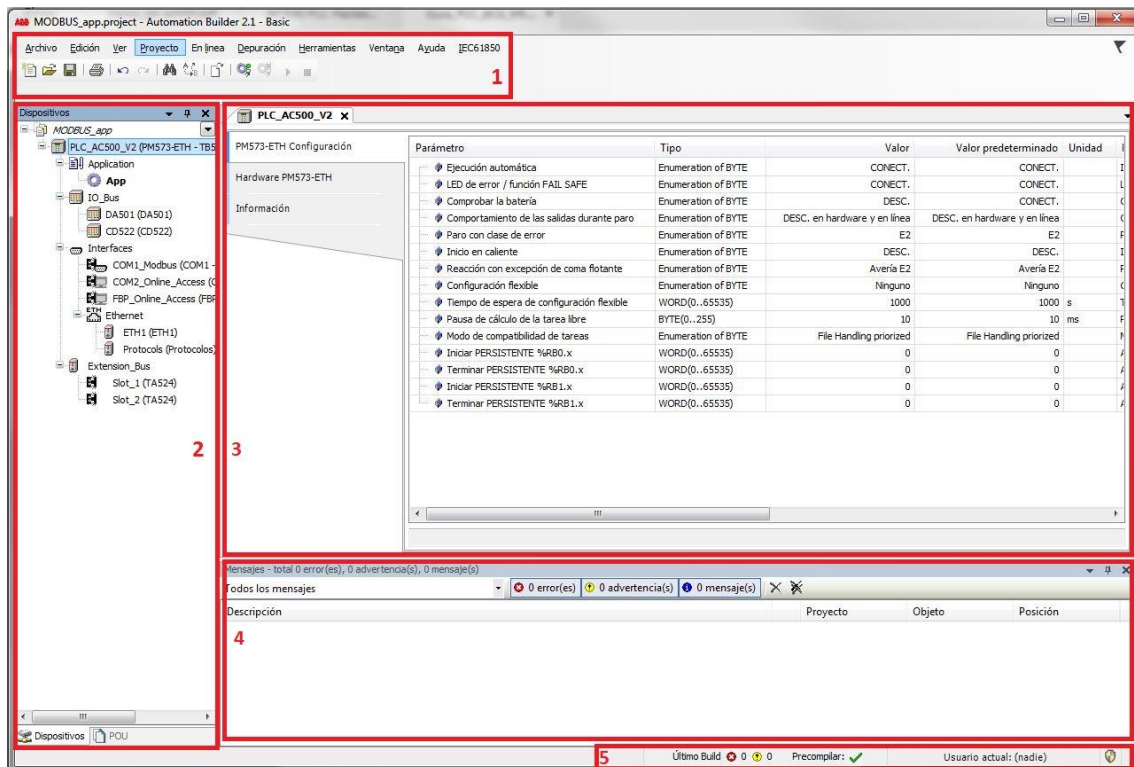 ABB MODBUS_app.project - Automation Builder 2.1 - Basic
Archivo Edición Ver Proyecto En línea Depuración Herramientas Ventana Ayuda IEC61850
1
Dispositivos
MODBUS_app
PLC_AC500_V2 (PM573-ETH - TB5
Application
App
IO_Bus
DA501 (DA501)
CD522 (CD522)
Interfaces
COM1_Modbus (COM1 -
COM2_Online_Access (C
FBP_Online_Access (FBP
ETH Ethernet
ETH1 (ETH1)
Protocols (Protocolos)
Extension_Bus
Slot_1 (TA524)
Slot_2 (TA524)
2
Dispositivos POU
PLC_AC500_V2
PM573-ETH Configuración
Hardware PM573-ETH
Información
3
Parámetro Tipo Valor Valor predeterminado Unidad
Ejecución automática Enumeration of BYTE CONECT. CONECT.
LED de error / función FAIL SAFE Enumeration of BYTE CONECT. CONECT.
Comprobar la batería Enumeration of BYTE DESC. CONECT.
Comportamiento de las salidas durante paro Enumeration of BYTE DESC. en hardware y en línea DESC. en hardware y en línea
Paro con clase de error Enumeration of BYTE E2 E2
Inicio en caliente Enumeration of BYTE DESC. DESC.
Reacción con excepción de coma flotante Enumeration of BYTE Avería E2 Avería E2
Configuración flexible Enumeration of BYTE Ninguno Ninguno
Tiempo de espera de configuración flexible WORD(0..65535) 1000 1000 s
Pausa de cálculo de la tarea libre BYTE(0..255) 10 10 ms
Modo de compatibilidad de tareas Enumeration of BYTE File Handling priorized File Handling priorized
Iniciar PERSISTENTE %RB0.x WORD(0..65535) 0 0
Terminar PERSISTENTE %RB0.x WORD(0..65535) 0 0
Iniciar PERSISTENTE %RB1.x WORD(0..65535) 0 0
Terminar PERSISTENTE %RB1.x WORD(0..65535) 0 0
Mensajes - total 0 error(es), 0 advertencia(s), 0 mensaje(s)
Todos los mensajes 0 error(es) 0 advertencia(s) 0 mensaje(s)
Descripción Proyecto Objeto Posición
4
5 Último Build 0 0 Precompilar: Usuario actual: (nadie)